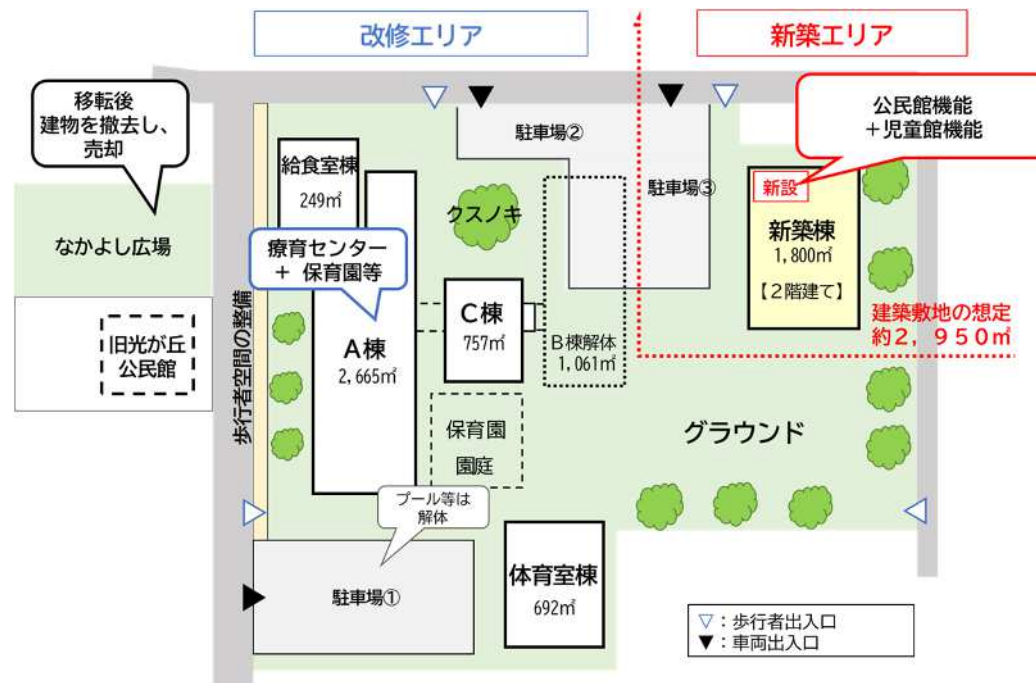 改修エリア
新築エリア
移転後
建物を撤去し、
売却
公民館機能
+児童館機能
駐車場②
給食室棟
249㎡
クスノキ
駐車場③
新設
新築棟
1,800㎡
【2階建て】
なかよし広場
療育センター
+ 保育園等
建築敷地の想定
約2,950㎡
旧光が丘
公民館
歩行者空間の整備
A棟
2,665㎡
C棟
757㎡
B棟解体
1,061㎡
保育園
園庭
グラウンド
プール等は
解体
駐車場①
体育室棟
692㎡
▽：歩行者出入口
▼：車両出入口